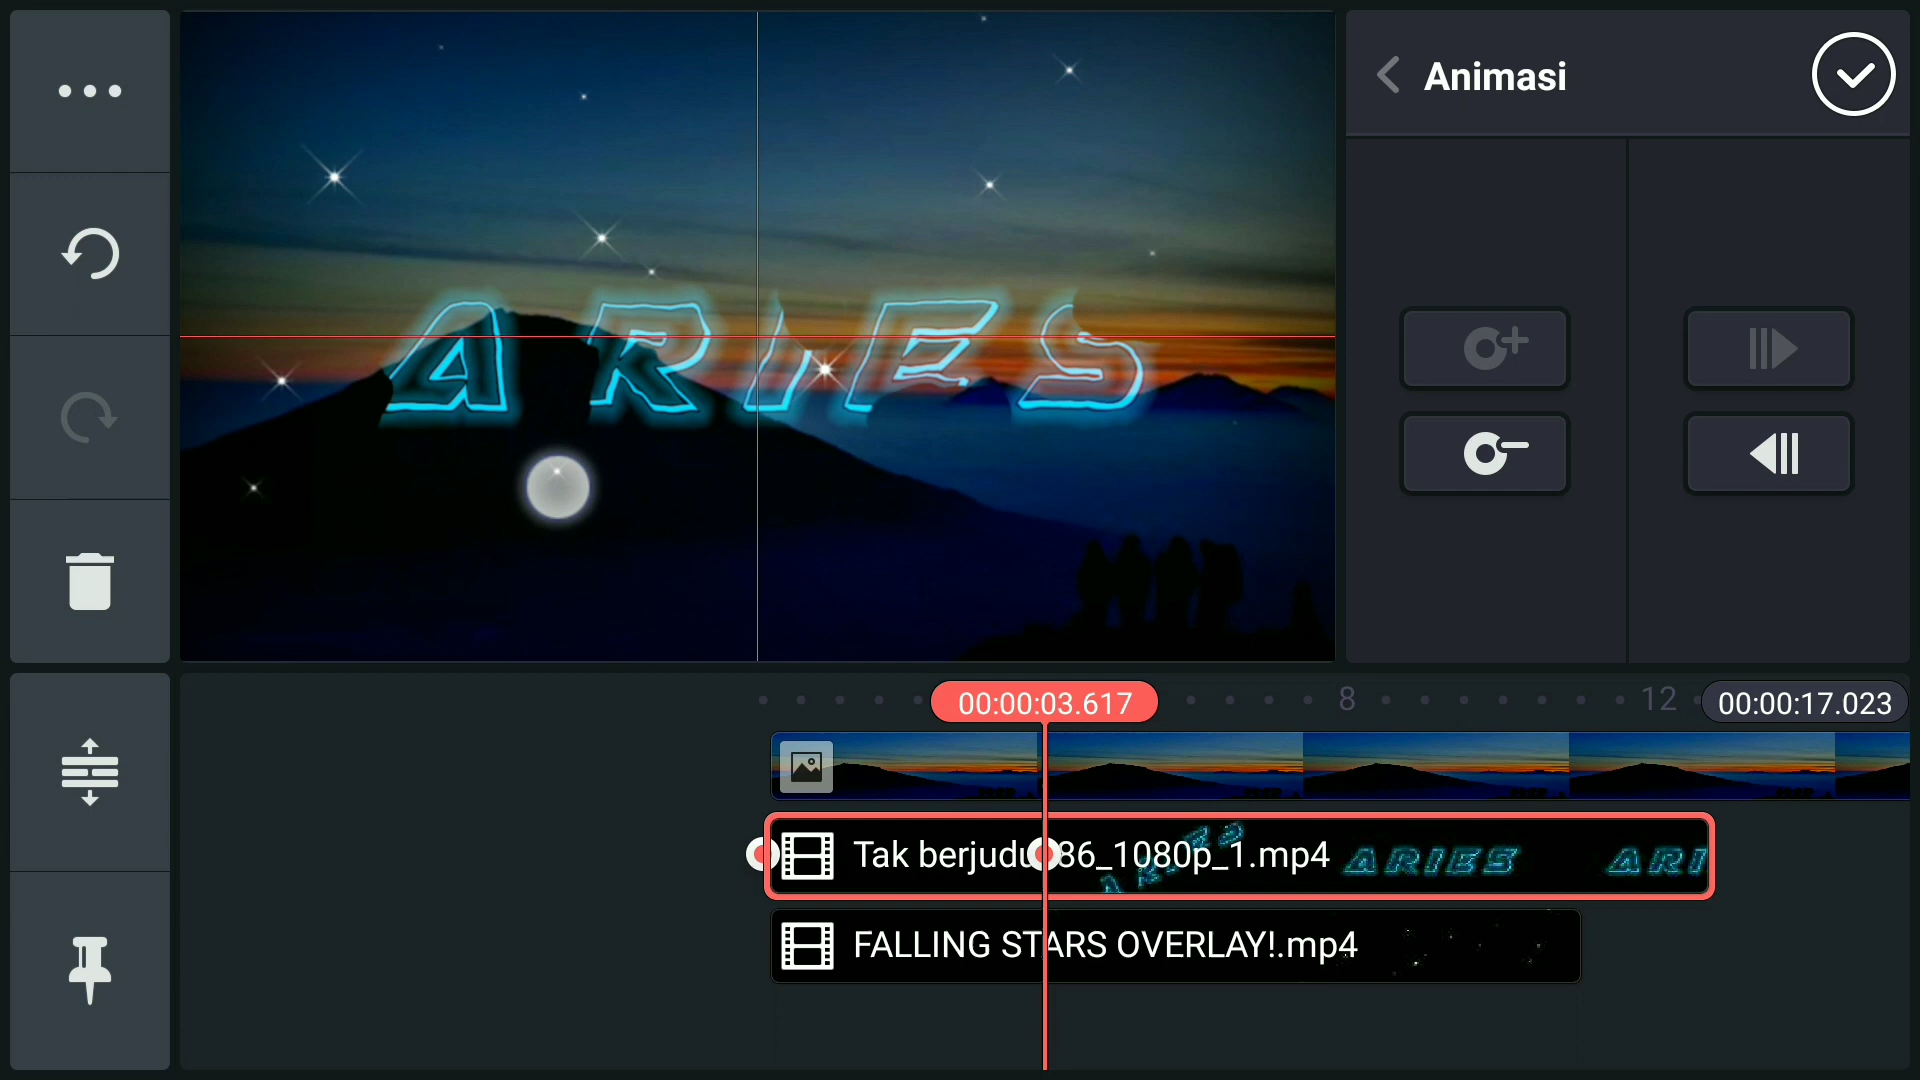 Animasi
ARIES
00:00:03.617
8
12
00:00:17.023
Tak berjudu 86_1080p_1.mp4
ARIES
ARI
FALLING STARS OVERLAY!.mp4